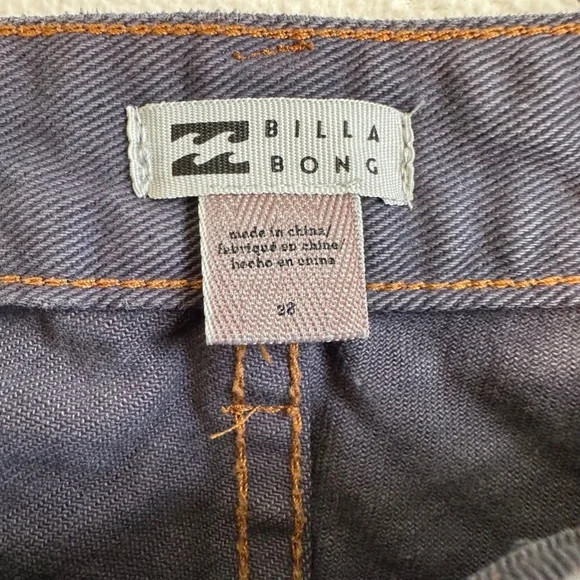 BILLA
BONG
made in china/
fabriqué en chine/
hecho en china
28